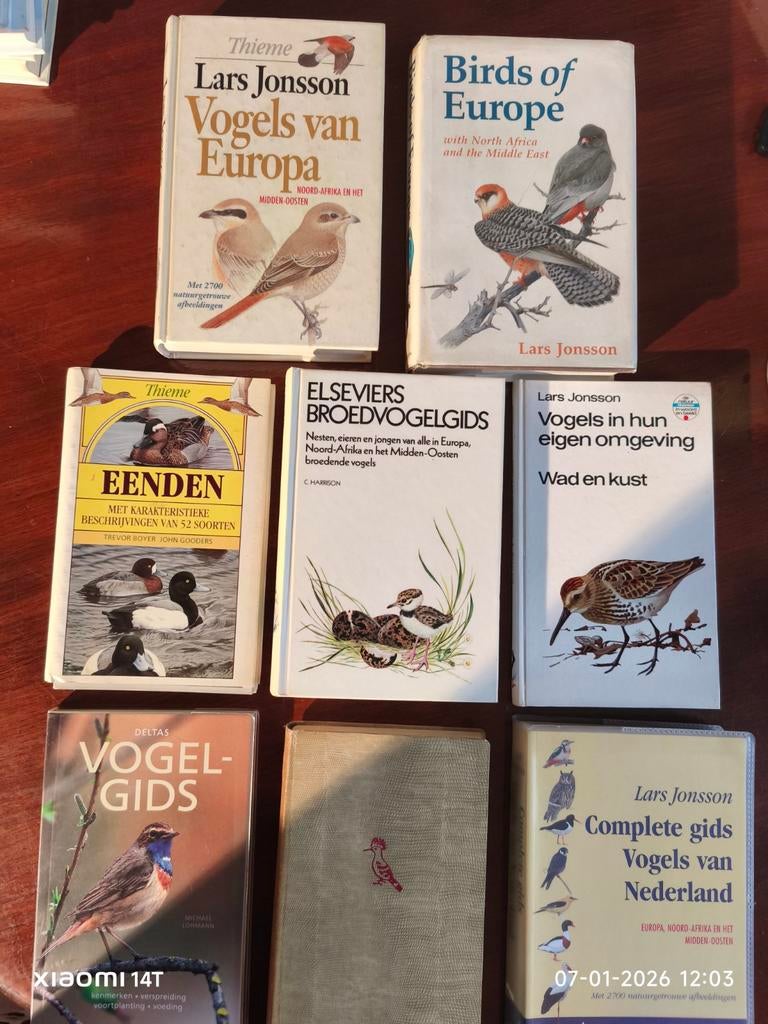 Thieme
Lars Jonsson
Vogels van
Europa
NOORD-AFRIKA EN HET
MIDDEN-OOSTEN
Met 2700
natuurgetrouwe
afbeeldingen
Birds of
Europe
with North Africa
and the Middle East
Lars Jonsson
Thieme
EENDEN
MET KARAKTERISTIEKE
BESCHRIJVINGEN VAN 52 SOORTEN
TREVOR BOYER JOHN GOODERS
ELSEVIERS
BROEDVOGELGIDS
Nesten, eieren en jongen van alle in Europa,
Noord-Afrika en het Midden-Oosten
broedende vogels
C. HARRISON
Lars Jonsson
Vogels in hun
eigen omgeving
Wad en kust
DELTAS
VOGEL-
GIDS
MICHAEL
LOHMANN
kenmerken • verspreiding
voortplanting • voeding
Lars Jonsson
Complete gids
Vogels van
Nederland
EUROPA, NOORD-AFRIKA EN HET
MIDDEN-OOSTEN
Met 2700 natuurgetrouwe afbeeldingen
xiaomi 14T
07-01-2026 12:03